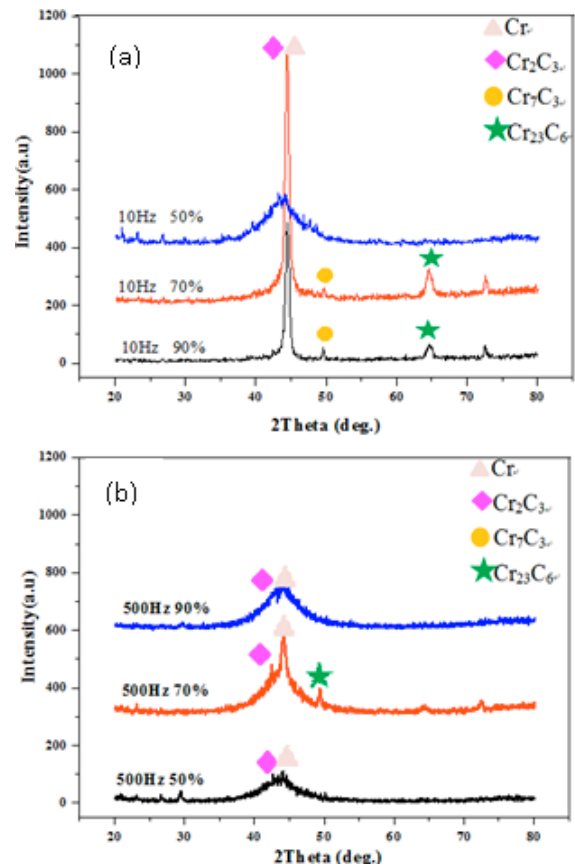 (a)
Cr
Cr₂C₃
Cr₇C₃
Cr₂₃C₆
1200
1000
800
600
400
200
0
Intensity(a.u)
10Hz 50%
10Hz 70%
10Hz 90%
20 30 40 50 60 70 80
2Theta (deg.)
(b)
Cr
Cr₂C₃
Cr₇C₃
Cr₂₃C₆
1200
1000
800
600
400
200
0
Intensity(a.u)
500Hz 90%
500Hz 70%
500Hz 50%
20 30 40 50 60 70 80
2Theta (deg.)